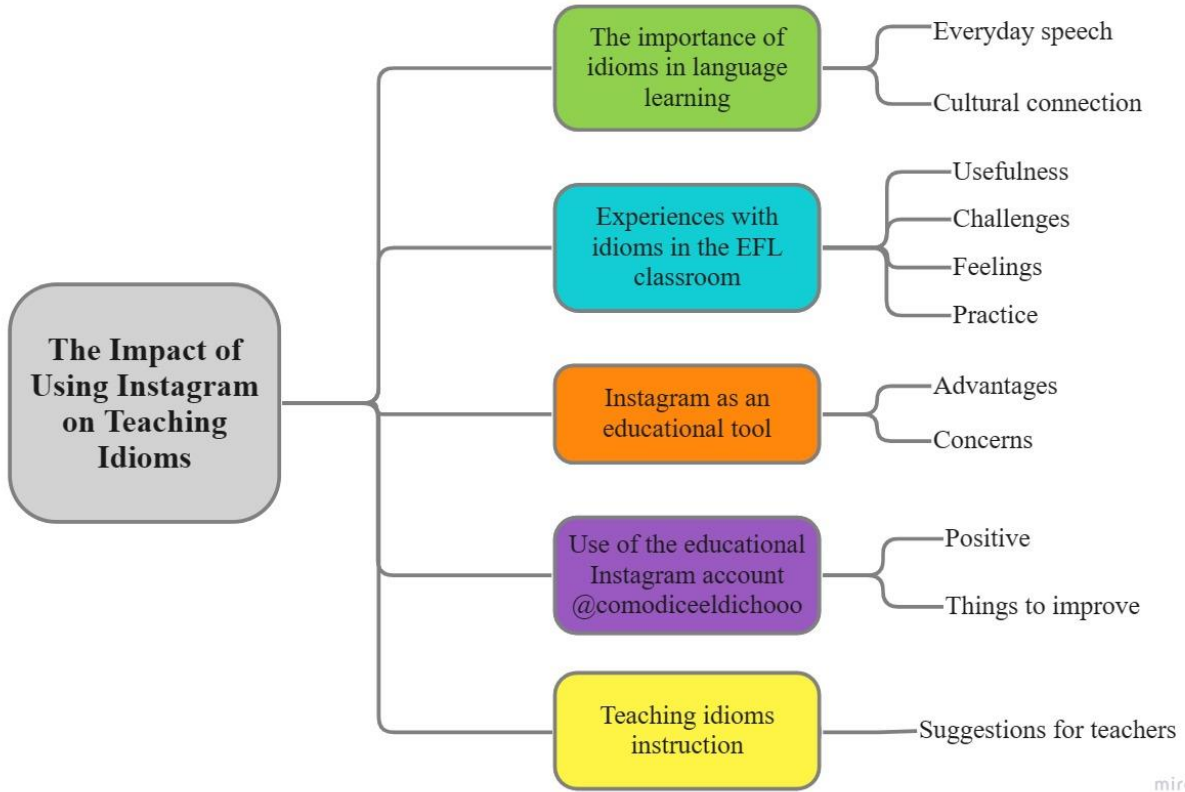 The Impact of
Using Instagram
on Teaching
Idioms
The importance of
idioms in language
learning
Everyday speech
Cultural connection
Experiences with
idioms in the EFL
classroom
Usefulness
Challenges
Feelings
Practice
Instagram as an
educational tool
Advantages
Concerns
Use of the educational
Instagram account
@comodiceeldichooo
Positive
Things to improve
Teaching idioms
instruction
Suggestions for teachers